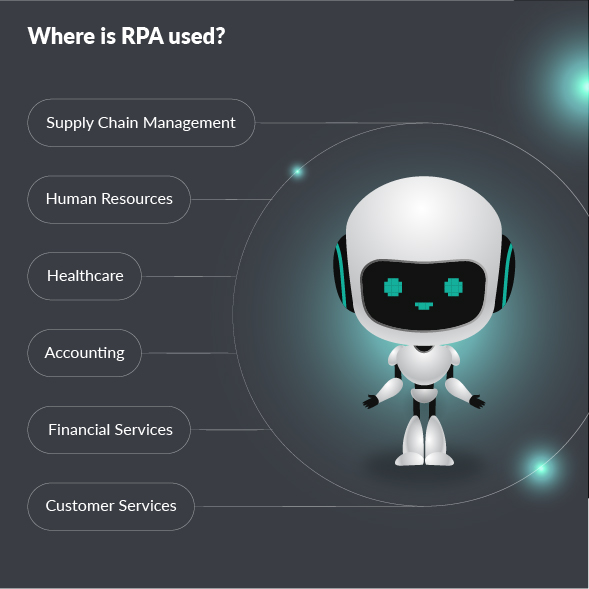 Where is RPA used?
Supply Chain Management
Human Resources
Healthcare
Accounting
Financial Services
Customer Services